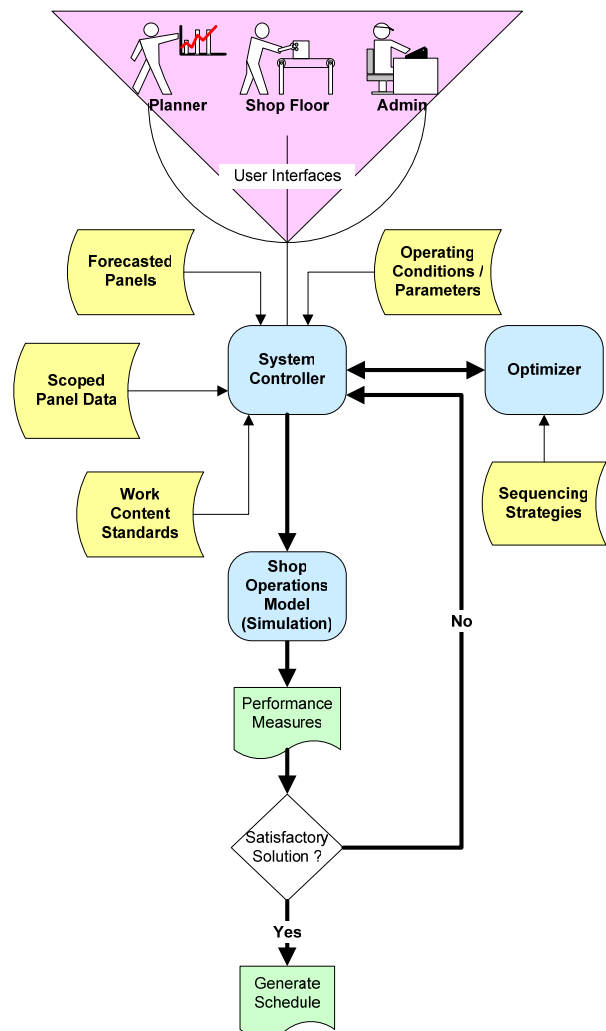 Planner
Shop Floor
Admin
User Interfaces
Forecasted
Panels
Operating
Conditions /
Parameters
System
Controller
Optimizer
Scoped
Panel Data
Work
Content
Standards
Sequencing
Strategies
Shop
Operations
Model
(Simulation)
No
Performance
Measures
Satisfactory
Solution ?
Yes
Generate
Schedule